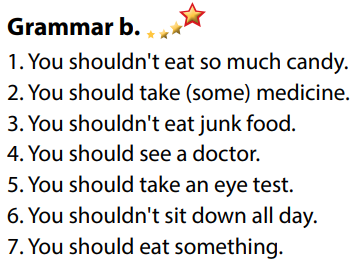 Grammar b.
1. You shouldn't eat so much candy.
2. You should take (some) medicine.
3. You shouldn't eat junk food.
4. You should see a doctor.
5. You should take an eye test.
6. You shouldn't sit down all day.
7. You should eat something.